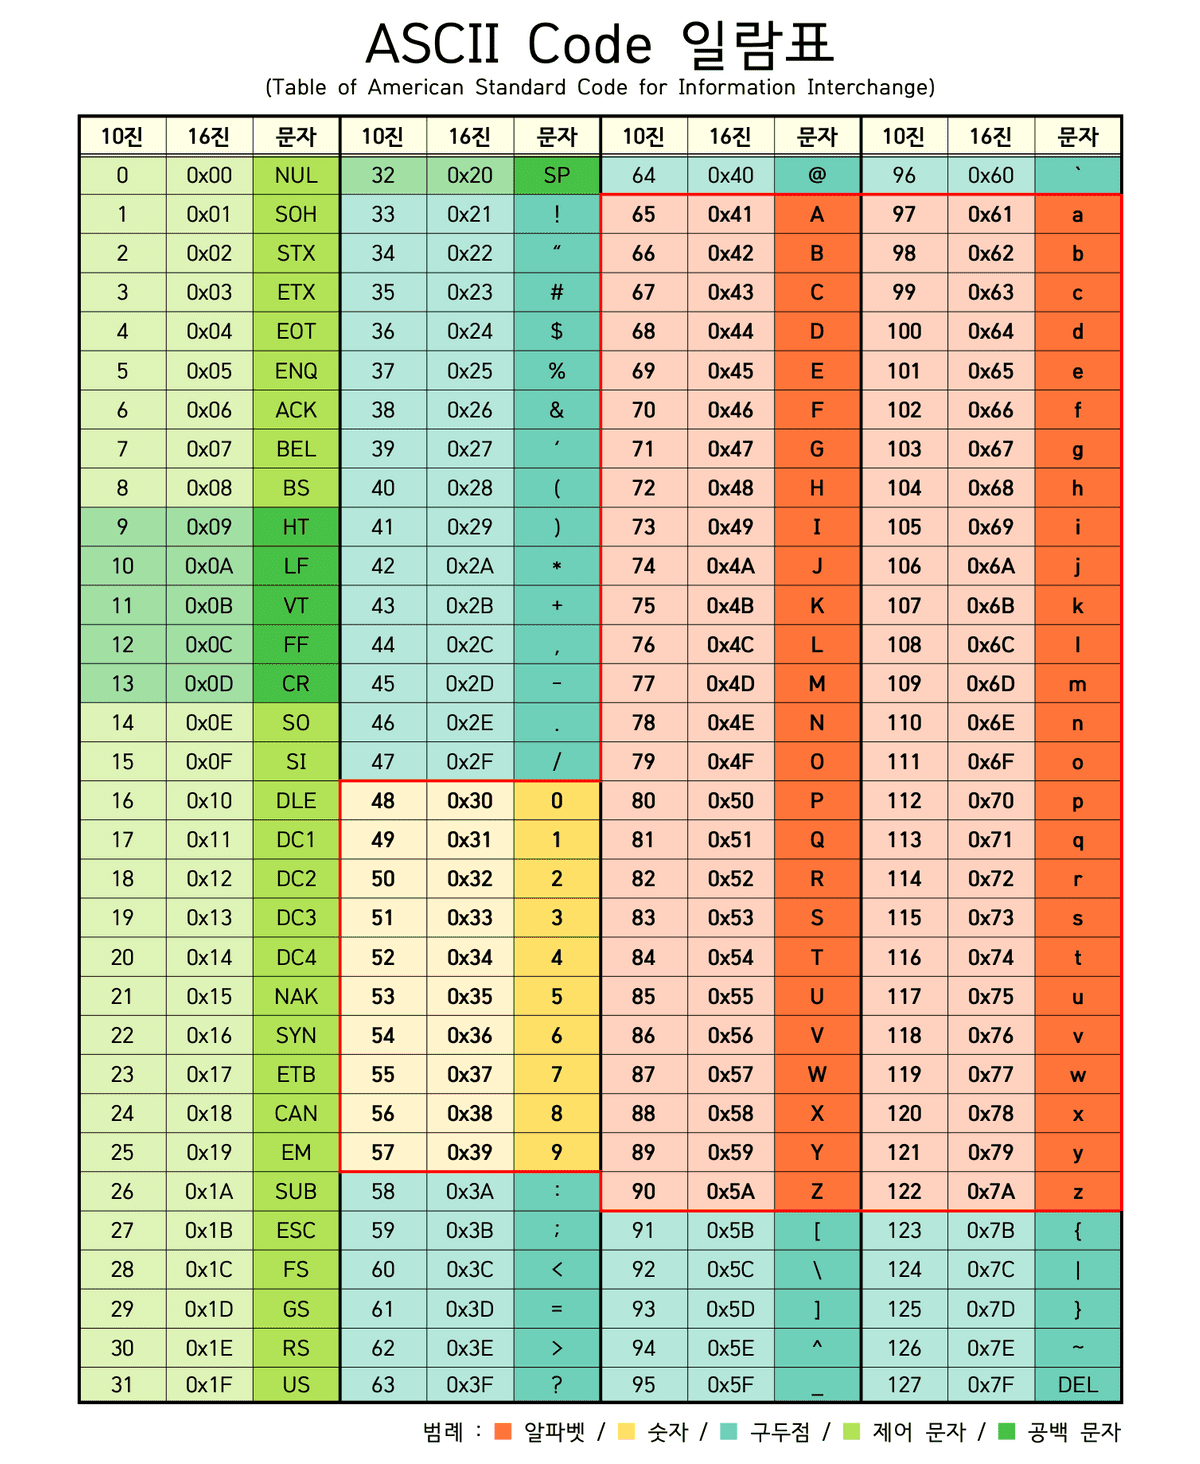 ASCII Code 일람표
(Table of American Standard Code for Information Interchange)
10진 16진 문자 10진 16진 문자 10진 16진 문자 10진 16진 문자
0 0x00 NUL 32 0x20 SP 64 0x40 @ 96 0x60 `
1 0x01 SOH 33 0x21 ! 65 0x41 A 97 0x61 a
2 0x02 STX 34 0x22 “ 66 0x42 B 98 0x62 b
3 0x03 ETX 35 0x23 # 67 0x43 C 99 0x63 c
4 0x04 EOT 36 0x24 $ 68 0x44 D 100 0x64 d
5 0x05 ENQ 37 0x25 % 69 0x45 E 101 0x65 e
6 0x06 ACK 38 0x26 & 70 0x46 F 102 0x66 f
7 0x07 BEL 39 0x27 ‘ 71 0x47 G 103 0x67 g
8 0x08 BS 40 0x28 ( 72 0x48 H 104 0x68 h
9 0x09 HT 41 0x29 ) 73 0x49 I 105 0x69 i
10 0x0A LF 42 0x2A * 74 0x4A J 106 0x6A j
11 0x0B VT 43 0x2B + 75 0x4B K 107 0x6B k
12 0x0C FF 44 0x2C , 76 0x4C L 108 0x6C l
13 0x0D CR 45 0x2D - 77 0x4D M 109 0x6D m
14 0x0E SO 46 0x2E . 78 0x4E N 110 0x6E n
15 0x0F SI 47 0x2F / 79 0x4F O 111 0x6F o
16 0x10 DLE 48 0x30 0 80 0x50 P 112 0x70 p
17 0x11 DC1 49 0x31 1 81 0x51 Q 113 0x71 q
18 0x12 DC2 50 0x32 2 82 0x52 R 114 0x72 r
19 0x13 DC3 51 0x33 3 83 0x53 S 115 0x73 s
20 0x14 DC4 52 0x34 4 84 0x54 T 116 0x74 t
21 0x15 NAK 53 0x35 5 85 0x55 U 117 0x75 u
22 0x16 SYN 54 0x36 6 86 0x56 V 118 0x76 v
23 0x17 ETB 55 0x37 7 87 0x57 W 119 0x77 w
24 0x18 CAN 56 0x38 8 88 0x58 X 120 0x78 x
25 0x19 EM 57 0x39 9 89 0x59 Y 121 0x79 y
26 0x1A SUB 58 0x3A : 90 0x5A Z 122 0x7A z
27 0x1B ESC 59 0x3B ; 91 0x5B [ 123 0x7B {
28 0x1C FS 60 0x3C < 92 0x5C \ 124 0x7C |
29 0x1D GS 61 0x3D = 93 0x5D ] 125 0x7D }
30 0x1E RS 62 0x3E > 94 0x5E ^ 126 0x7E ~
31 0x1F US 63 0x3F ? 95 0x5F _ 127 0x7F DEL
범례 : 알파벳 / 숫자 / 구두점 / 제어 문자 / 공백 문자